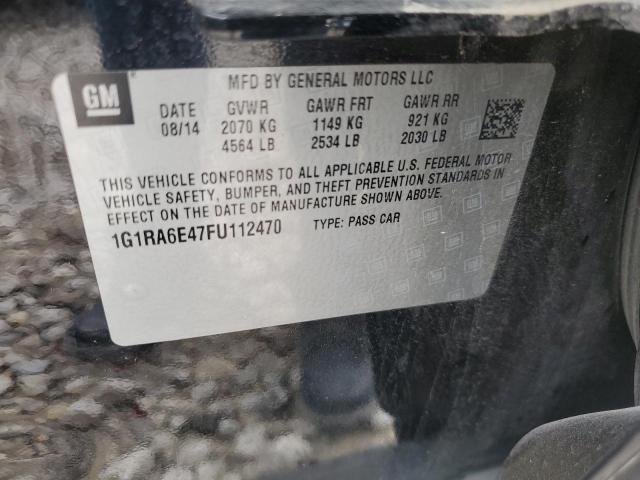 GM
MFD BY GENERAL MOTORS LLC
DATE GVWR GAWR FRT GAWR RR
08/14 2070 KG 1149 KG 921 KG
4564 LB 2534 LB 2030 LB
THIS VEHICLE CONFORMS TO ALL APPLICABLE U.S. FEDERAL MOTOR
VEHICLE SAFETY, BUMPER, AND THEFT PREVENTION STANDARDS IN
EFFECT ON THE DATE OF MANUFACTURE SHOWN ABOVE.
1G1RA6E47FU112470 TYPE: PASS CAR